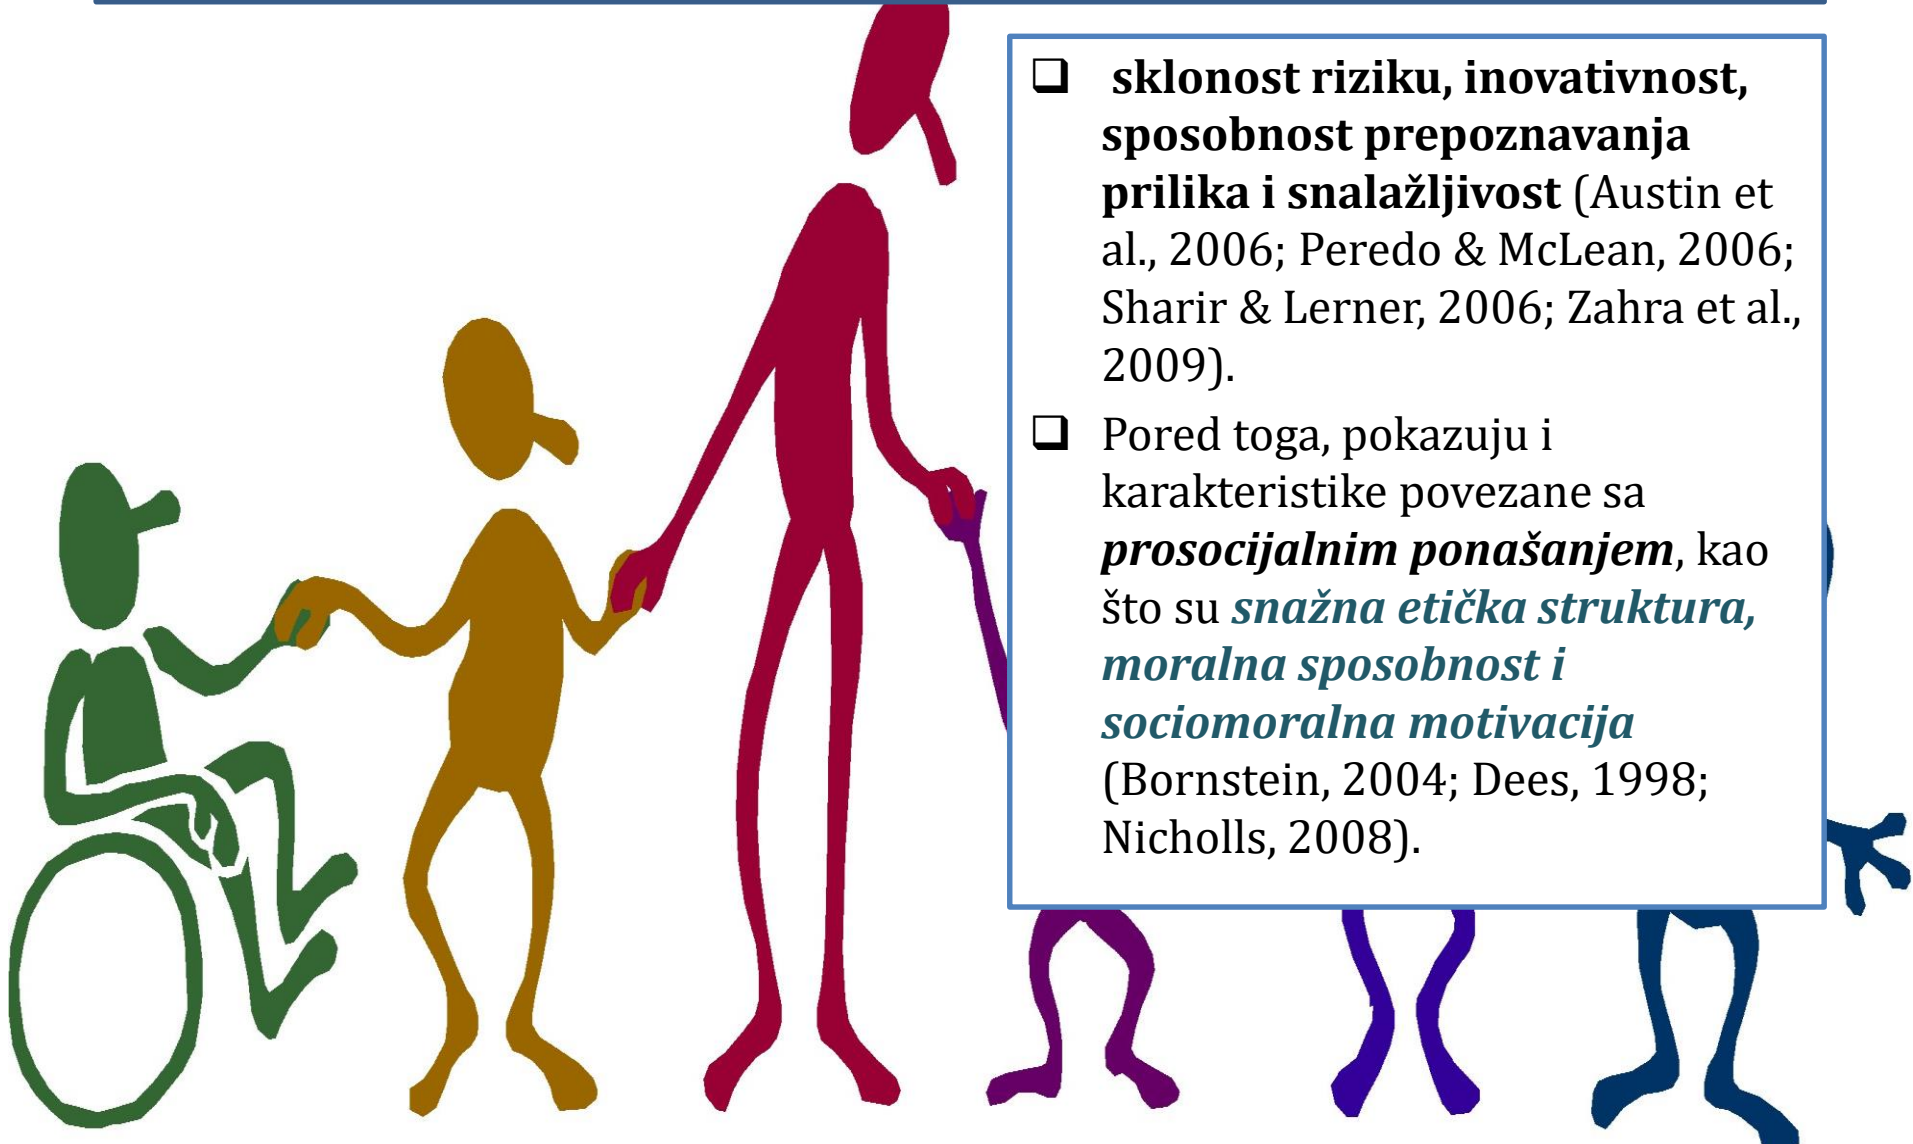 sklonost riziku, inovativnost,
sposobnost prepoznavanja
prilika i snalažljivost (Austin et
al., 2006; Peredo & McLean, 2006;
Sharir & Lerner, 2006; Zahra et al.,
2009).
Pored toga, pokazuju i
karakteristike povezane sa
prosocijalnim ponašanjem, kao
što su snažna etička struktura,
moralna sposobnost i
sociomoralna motivacija
(Bornstein, 2004; Dees, 1998;
Nicholls, 2008).